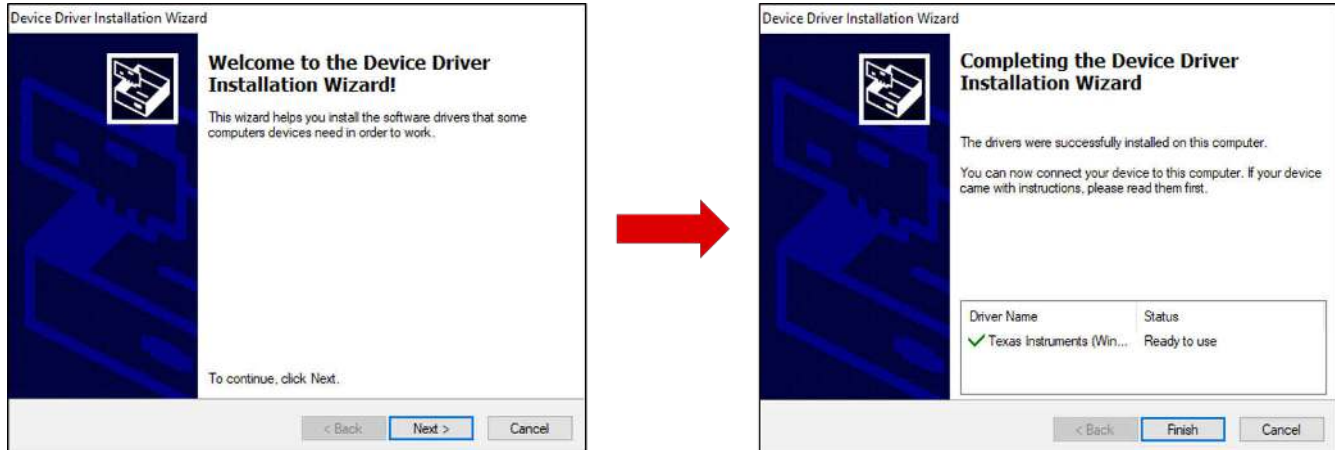 Device Driver Installation Wizard
Welcome to the Device Driver
Installation Wizard!
This wizard helps you install the software drivers that some
computers devices need in order to work.
To continue, click Next.
< Back
Next >
Cancel
Device Driver Installation Wizard
Completing the Device Driver
Installation Wizard
The drivers were successfully installed on this computer.
You can now connect your device to this computer. If your device
came with instructions, please read them first.
Driver Name Status
Texas Instruments (Win... Ready to use
< Back
Finish
Cancel